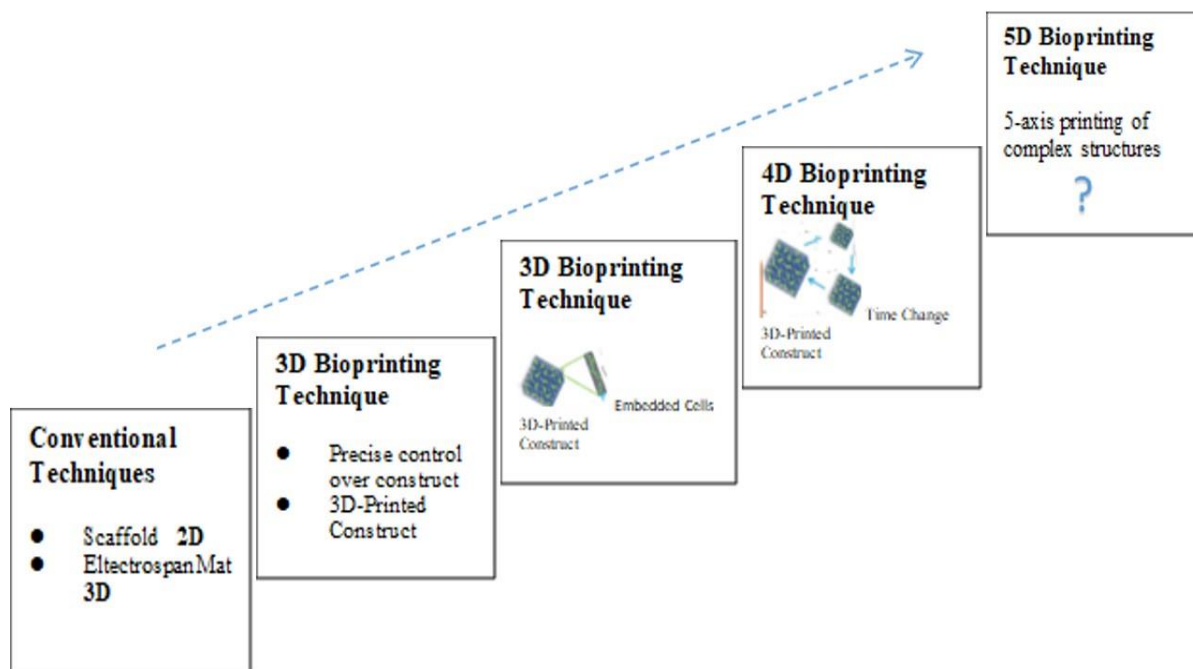 Conventional
Techniques
● Scaffold 2D
● EltectrospanMat
3D
3D Bioprinting
Technique
● Precise control
over construct
● 3D-Printed
Construct
3D Bioprinting
Technique
Embedded Cells
3D-Printed
Construct
4D Bioprinting
Technique
Time Change
3D-Printed
Construct
5D Bioprinting
Technique
5-axis printing of
complex structures
?